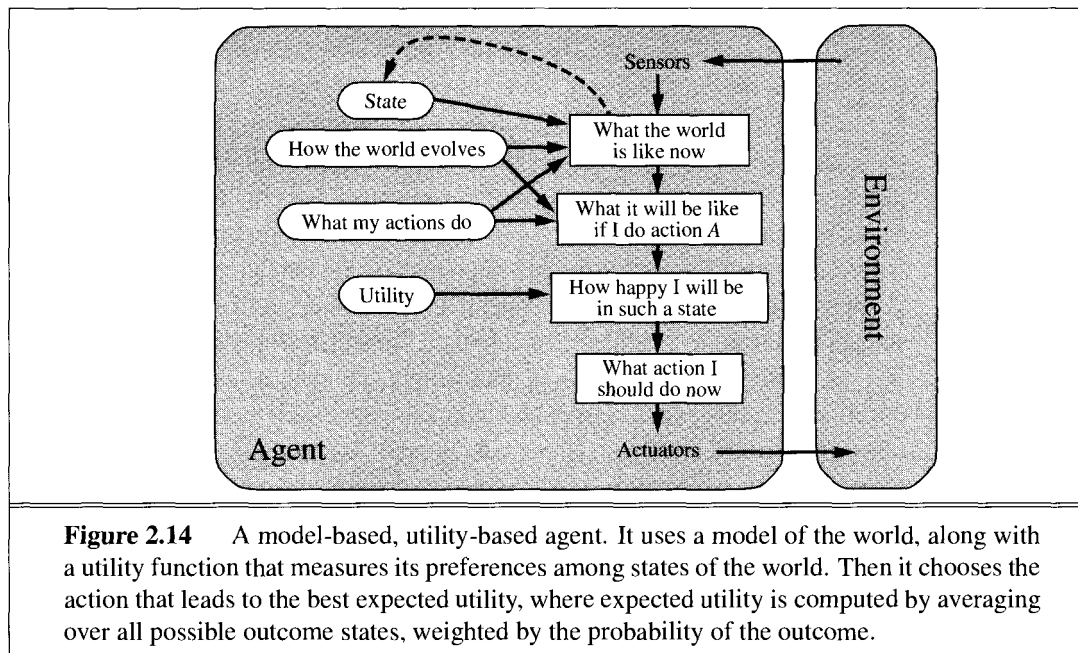 Sensors
State
What the world
is like now
How the world evolves
What it will be like
if I do action A
What my actions do
How happy I will be
in such a state
Utility
What action I
should do now
Agent
Actuators
Environment
Figure 2.14 A model-based, utility-based agent. It uses a model of the world, along with
a utility function that measures its preferences among states of the world. Then it chooses the
action that leads to the best expected utility, where expected utility is computed by averaging
over all possible outcome states, weighted by the probability of the outcome.